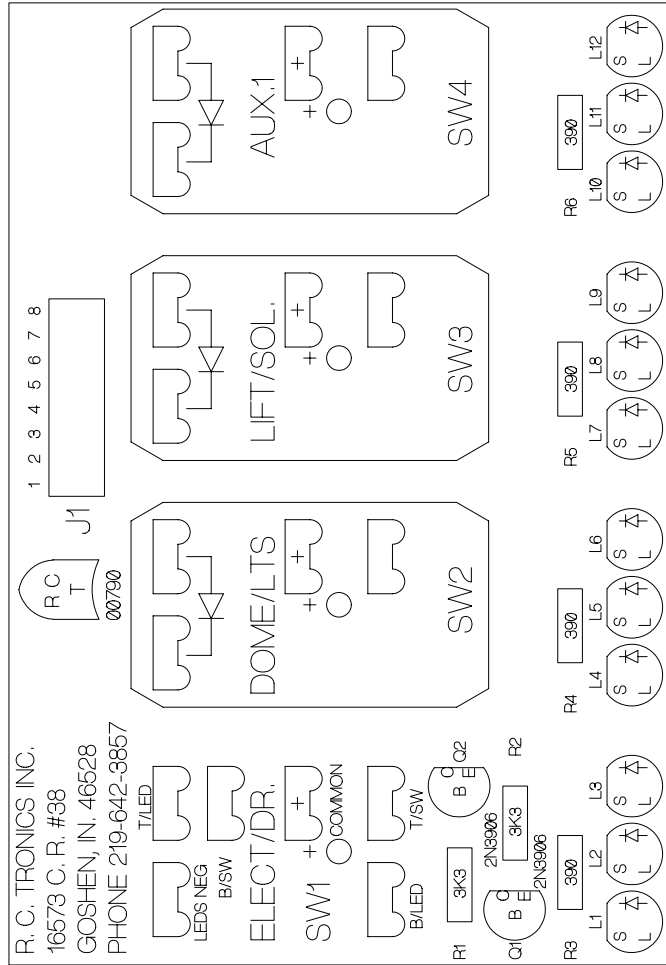 R. C. TRONICS INC.
16573 C. R. #38
GOSHEN, IN. 46528
PHONE 219-642-3857
R C
T
00790
J1
1 2 3 4 5 6 7 8
LEDS NEG
T/LED
B/SW
ELECT/DR.
SW1
+
+
COMMON
B/LED
T/SW
DOME/LTS
+
+
SW2
LIFT/SOL.
+
+
SW3
AUX.1
+
+
SW4
R1
3K3
2N3906
Q2
B
C
E
Q1
B
C
E
2N3906
3K3
R2
R3
390
R4
390
R5
390
R6
390
L1
S
L
L2
S
L
L3
S
L
L4
S
L
L5
S
L
L6
S
L
L7
S
L
L8
S
L
L9
S
L
L10
S
L
L11
S
L
L12
S
L